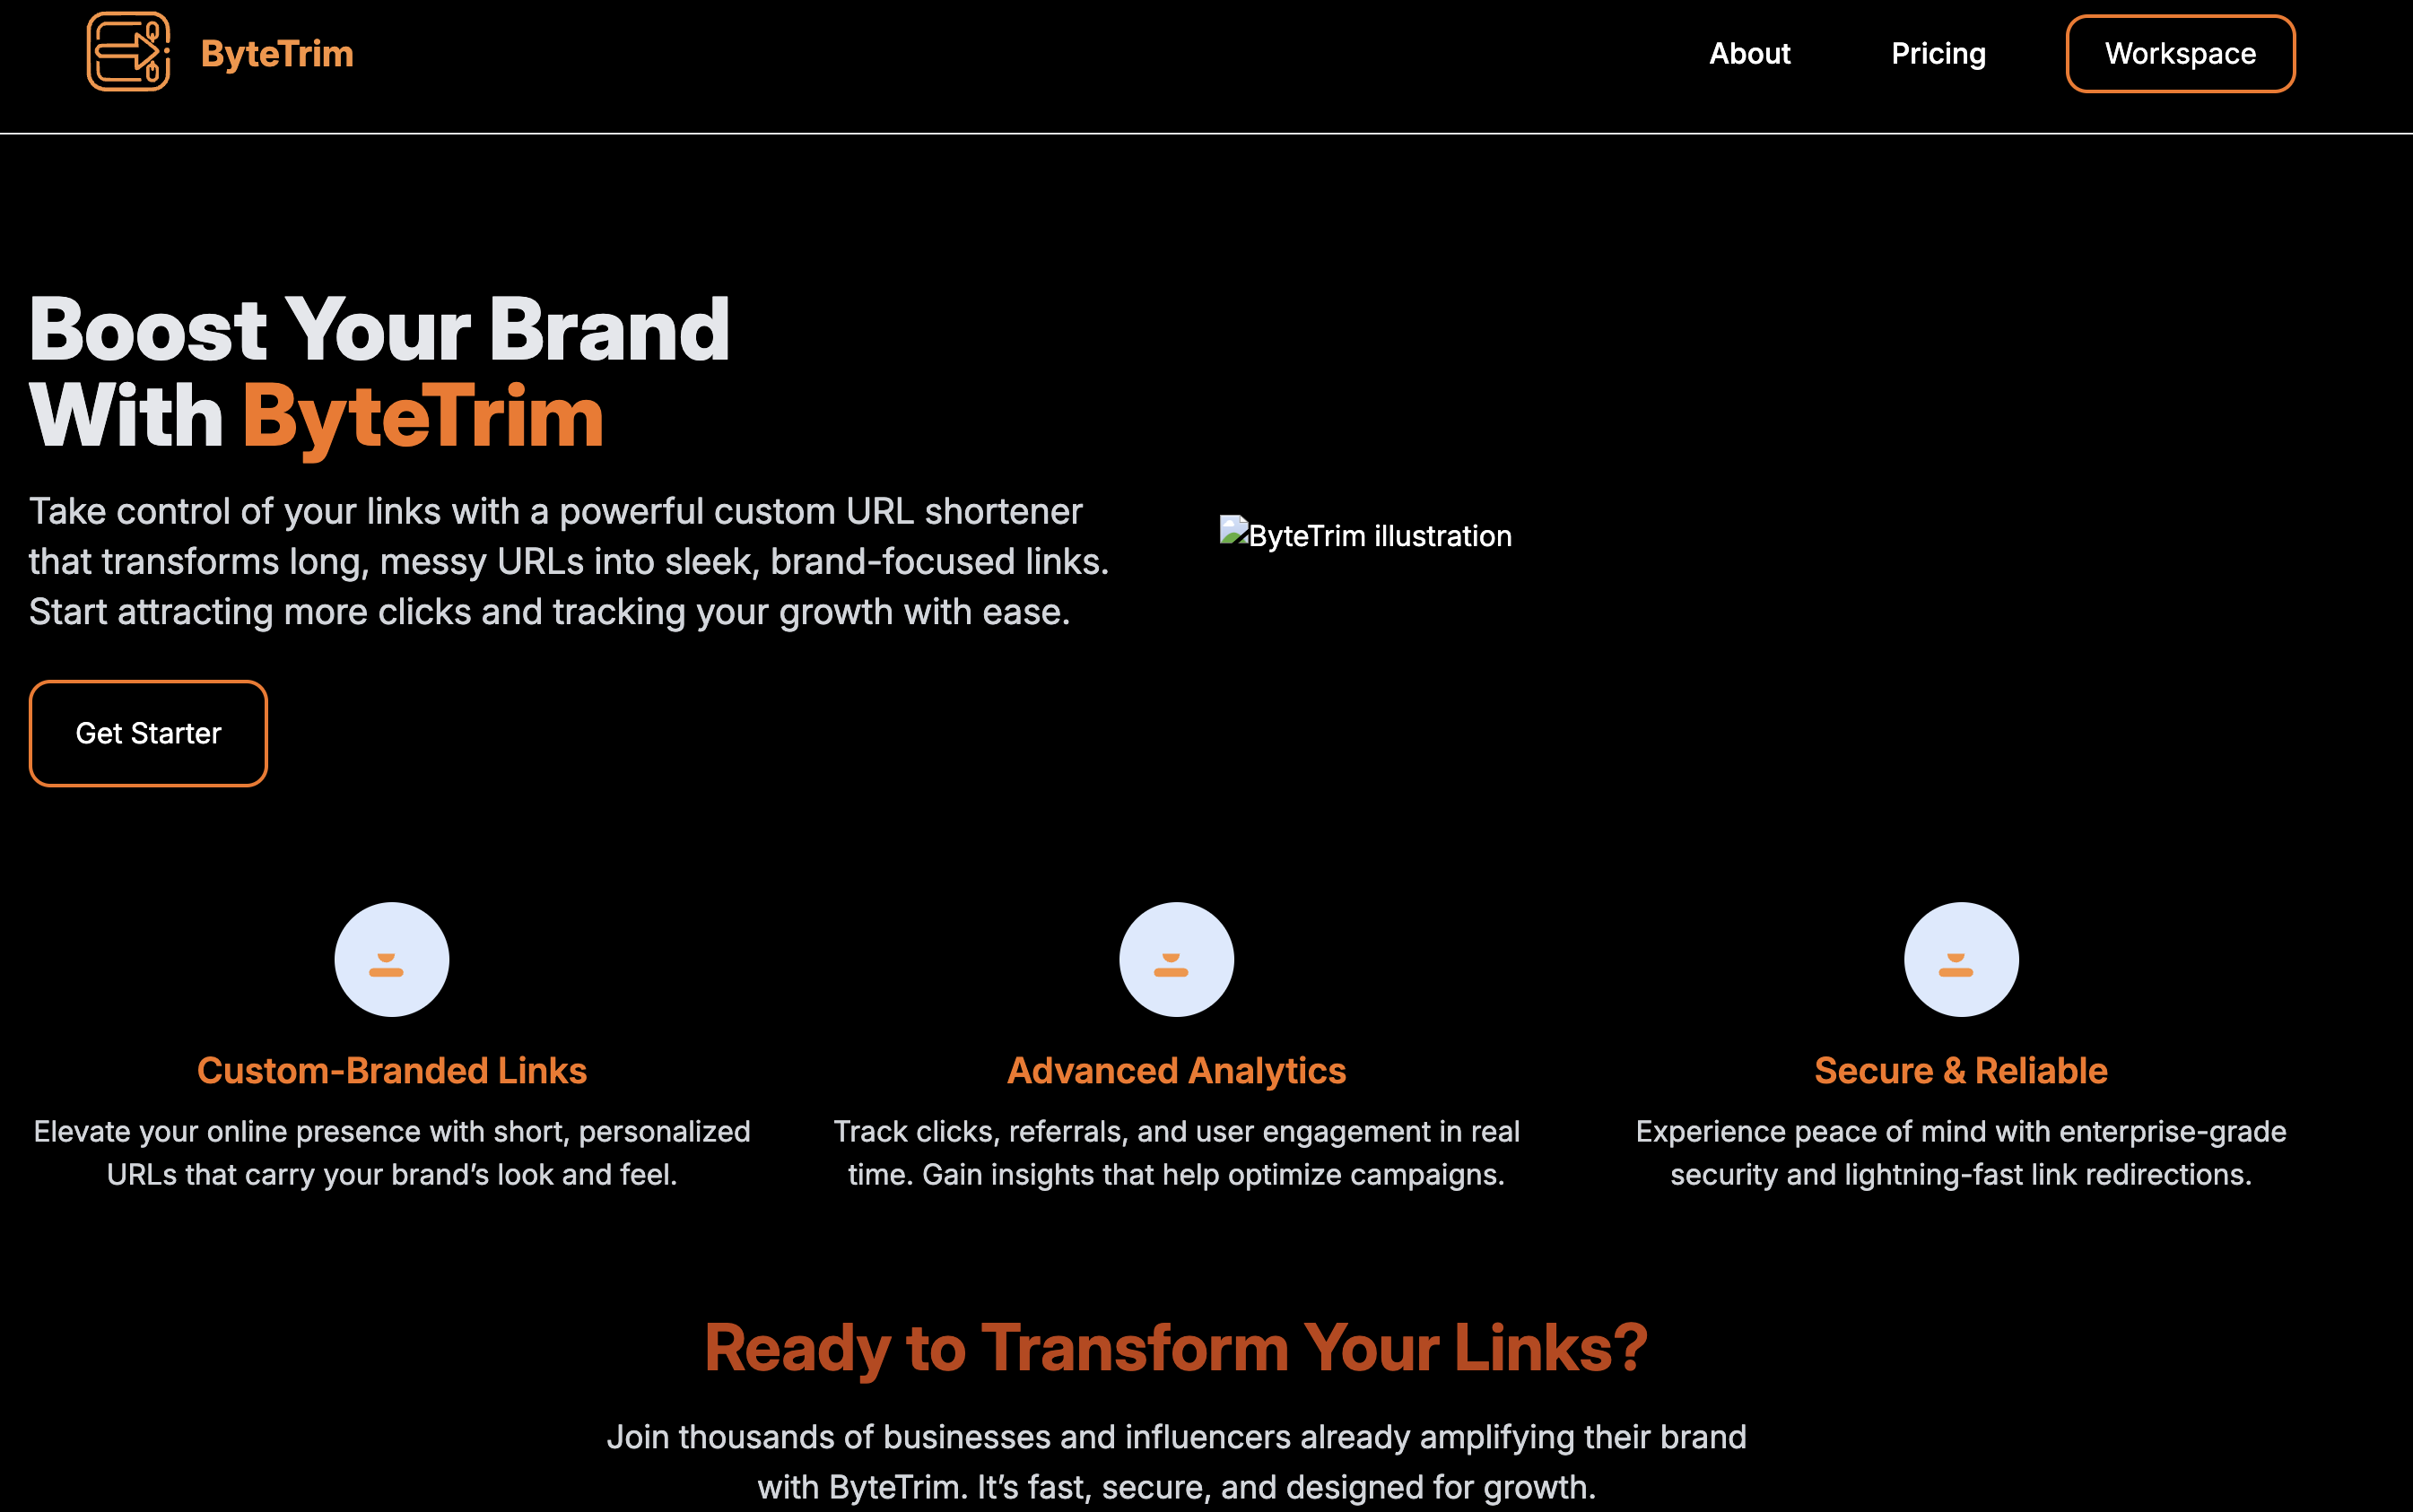 ByteTrim
About
Pricing
Workspace
Boost Your Brand
With ByteTrim
Take control of your links with a powerful custom URL shortener
that transforms long, messy URLs into sleek, brand-focused links.
Start attracting more clicks and tracking your growth with ease.
ByteTrim illustration
Get Starter
Custom-Branded Links
Elevate your online presence with short, personalized
URLs that carry your brand’s look and feel.
Advanced Analytics
Track clicks, referrals, and user engagement in real
time. Gain insights that help optimize campaigns.
Secure & Reliable
Experience peace of mind with enterprise-grade
security and lightning-fast link redirections.
Ready to Transform Your Links?
Join thousands of businesses and influencers already amplifying their brand
with ByteTrim. It’s fast, secure, and designed for growth.